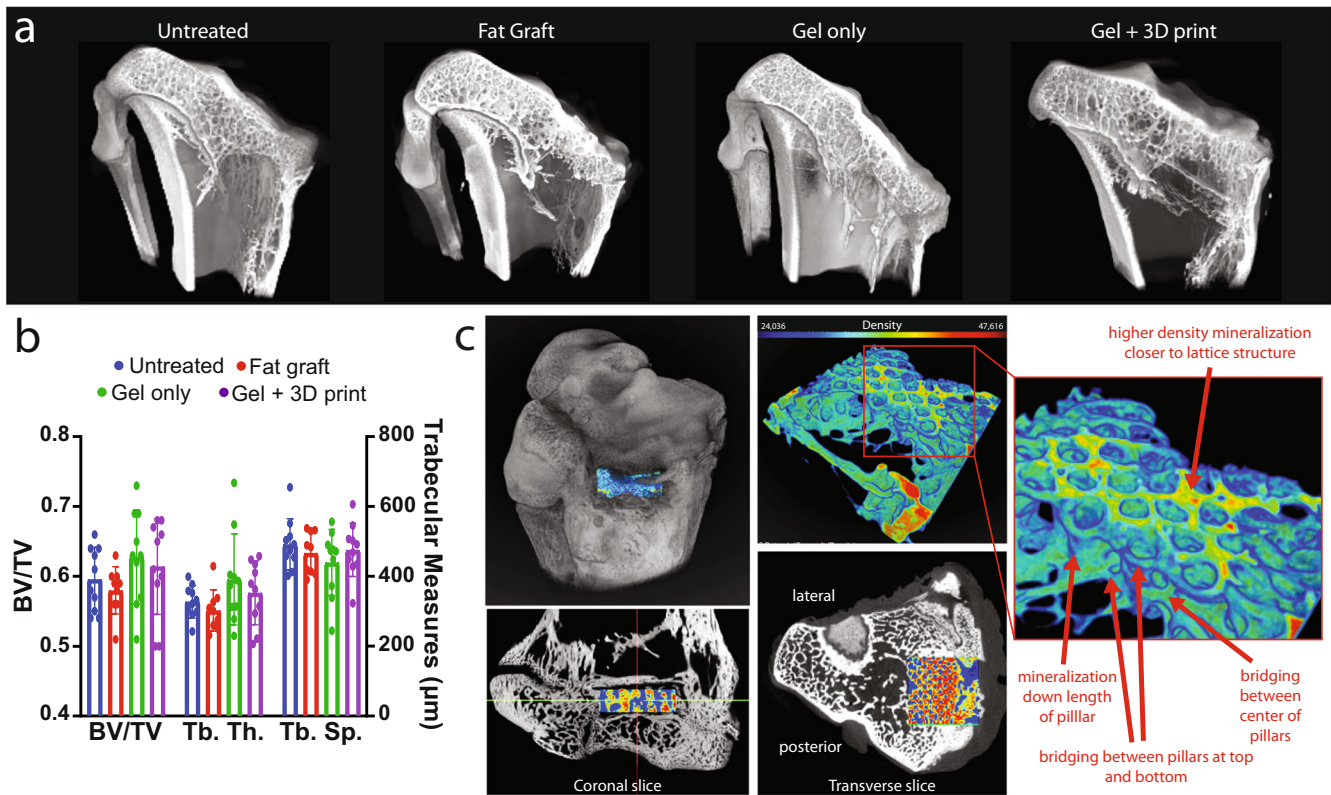 a
Untreated
Fat Graft
Gel only
Gel + 3D print
b
Untreated
Fat graft
Gel only
Gel + 3D print
BV/TV
0.8
0.7
0.6
0.5
0.4
Trabecular Measures (µm)
800
600
400
200
0
BV/TV
Tb. Th.
Tb. Sp.
c
24,036
Density
47,616
higher density mineralization
closer to lattice structure
lateral
posterior
Coronal slice
Transverse slice
mineralization
down length
of pilllar
bridging
between
center of
pillars
bridging between pillars at top
and bottom